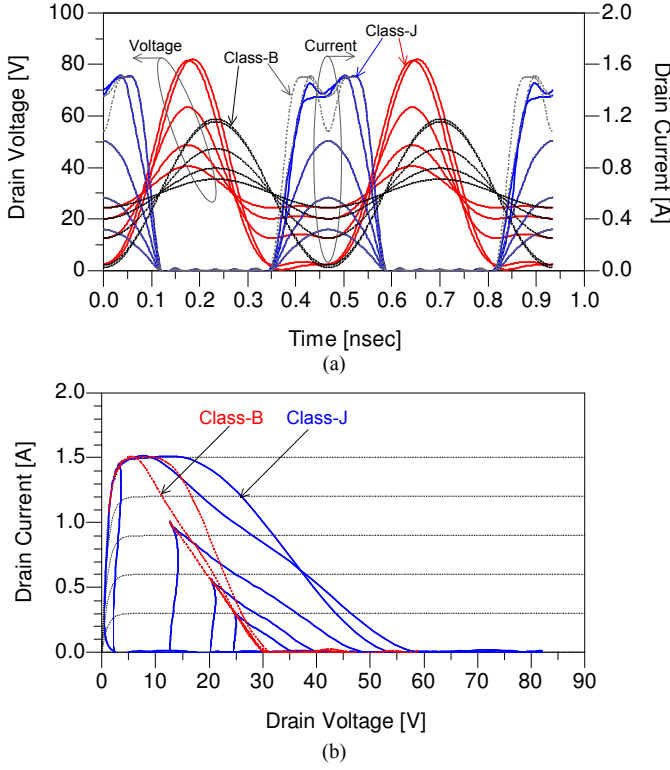 Voltage Class-B Current Class-J
100
80
60
40
20
0
Drain Voltage [V]
2.0
1.6
1.2
0.8
0.4
0.0
Drain Current [A]
0.0 0.1 0.2 0.3 0.4 0.5 0.6 0.7 0.8 0.9 1.0
Time [nsec]
(a)
Class-B Class-J
2.0
1.5
1.0
0.5
0.0
Drain Current [A]
0 10 20 30 40 50 60 70 80 90
Drain Voltage [V]
(b)